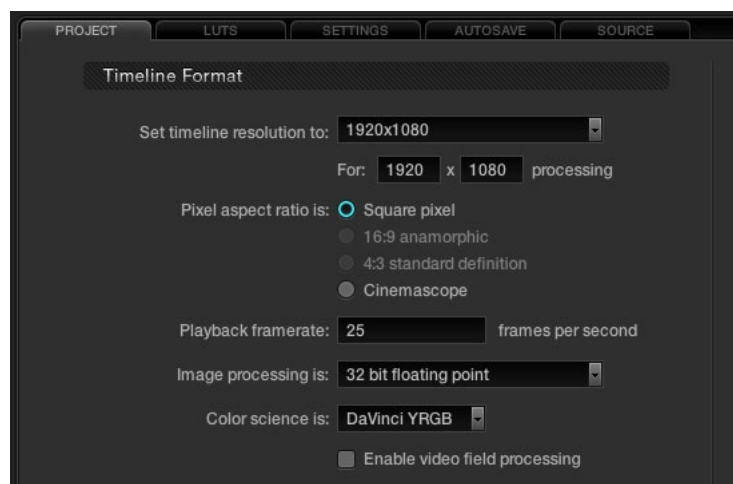 PROJECT LUTS SETTINGS AUTOSAVE SOURCE
Timeline Format
Set timeline resolution to: 1920x1080
For: 1920 x 1080 processing
Pixel aspect ratio is: Square pixel
16:9 anamorphic
4:3 standard definition
Cinemascope
Playback framerate: 25 frames per second
Image processing is: 32 bit floating point
Color science is: DaVinci YRGB
Enable video field processing